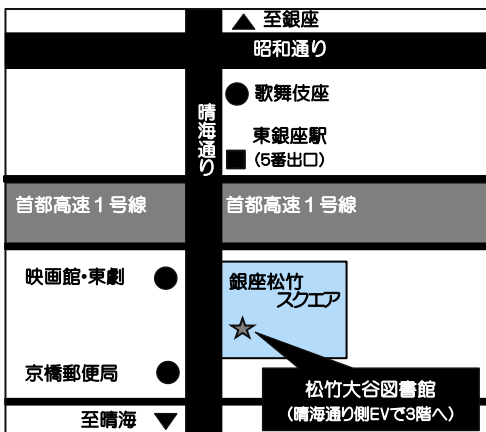 ▲ 至銀座
昭和通り
晴海通り
● 歌舞伎座
東銀座駅
■ (5番出口)
首都高速1号線
首都高速1号線
映画館・東劇 ●
銀座松竹
スクエア
☆
京橋郵便局 ●
松竹大谷図書館
(晴海通り側EVで3階へ)
至晴海 ▼